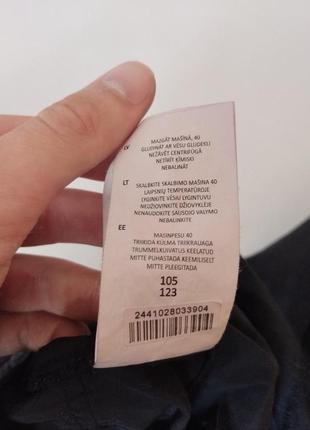 LV
MAZGĀT MAŠĪNĀ, 40
GLUDINĀT AR VĒSU GLUDEKLI
NEŽĀVĒT CENTRIFŪGĀ
NETĪRĪT ĶĪMISKI
NEBALINĀT
LT
SKALBKITE SKALBIMO MAŠINA 40
LAIPSNIŲ TEMPERATŪROJE
LYGINKITE VĖSIU LYGINTUVU
NEDŽIOVINKITE DŽIOVYKLĖJE
NENAUDOKITE SAUSOJO VALYMO
NEBALINKITE
EE
MASINPESU 40
TRIIKIDA KÜLMA TRIIKRAUAGA
TRUMMELKUIVATUS KEELATUD
MITTE PUHASTADA KEEMILISELT
MITTE PLEEGITADA
105
123
2441028033904